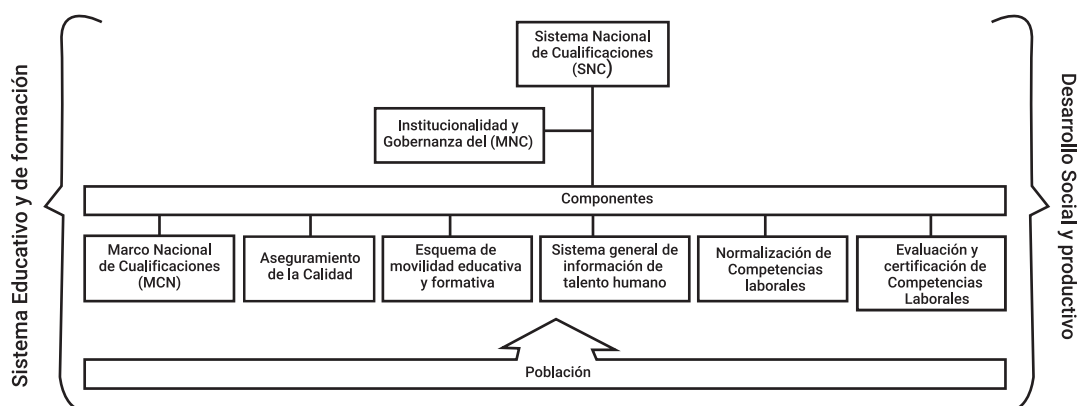 Sistema Nacional
de Cualificaciones
(SNC)
Institucionalidad y
Gobernanza del (MNC)
Sistema Educativo y de formación
Desarrollo Social y productivo
Componentes
Marco Nacional
de Cualificaciones
(MCN)
Aseguramiento
de la Calidad
Esquema de
movilidad educativa
y formativa
Sistema general de
información de
talento humano
Normalización de
Competencias
laborales
Evaluación y
certificación de
Competencias
Laborales
Población